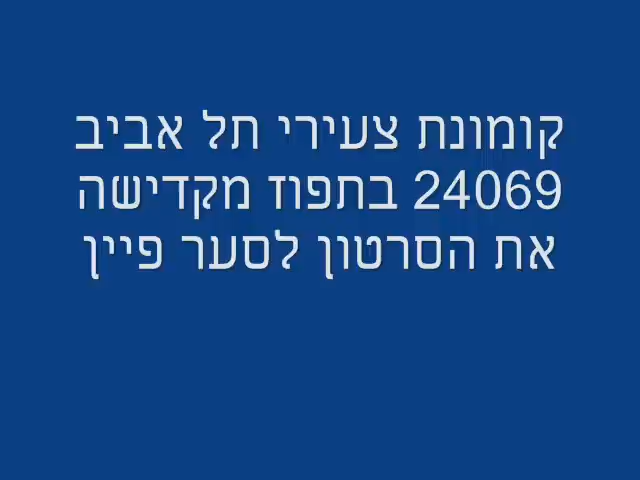 קומונת צעירי תל אביב
24069 בתפוז מקדישה
את הסרטון לסער פיין